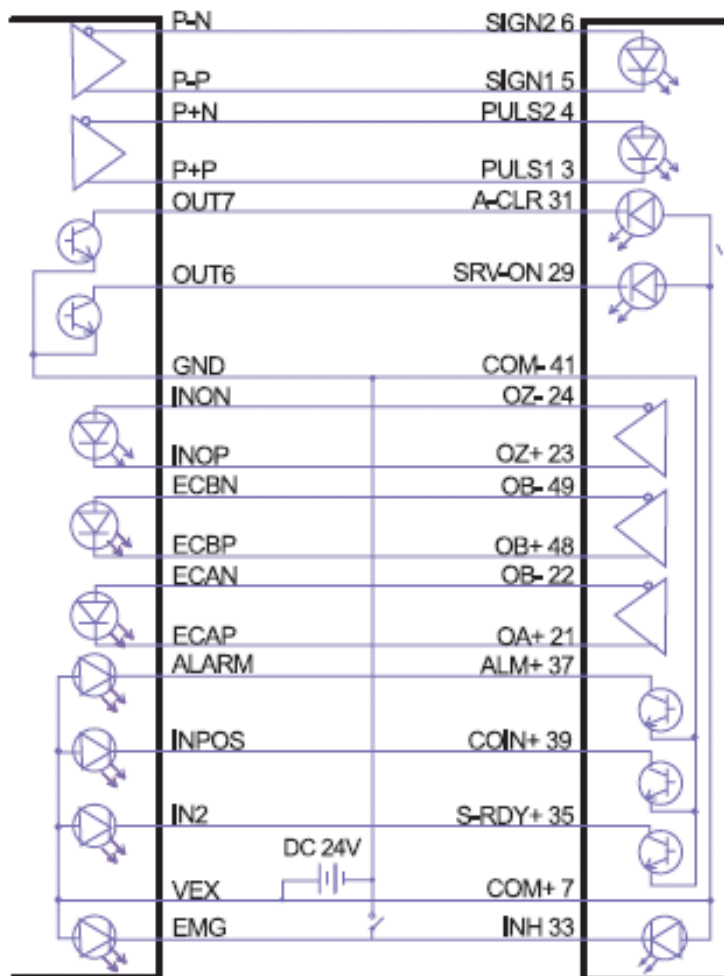 P-N SIGN2 6
P-P SIGN1 5
P+N PULS2 4
P+P PULS1 3
OUT7 A-CLR 31
OUT6 SRV-ON 29
GND COM- 41
INON OZ- 24
INOP OZ+ 23
ECBN OB- 49
ECBP OB+ 48
ECAN OB- 22
ECAP OA+ 21
ALARM ALM+ 37
INPOS COIN+ 39
IN2 S-RDY+ 35
DC 24V
VEX COM+ 7
EMG INH 33